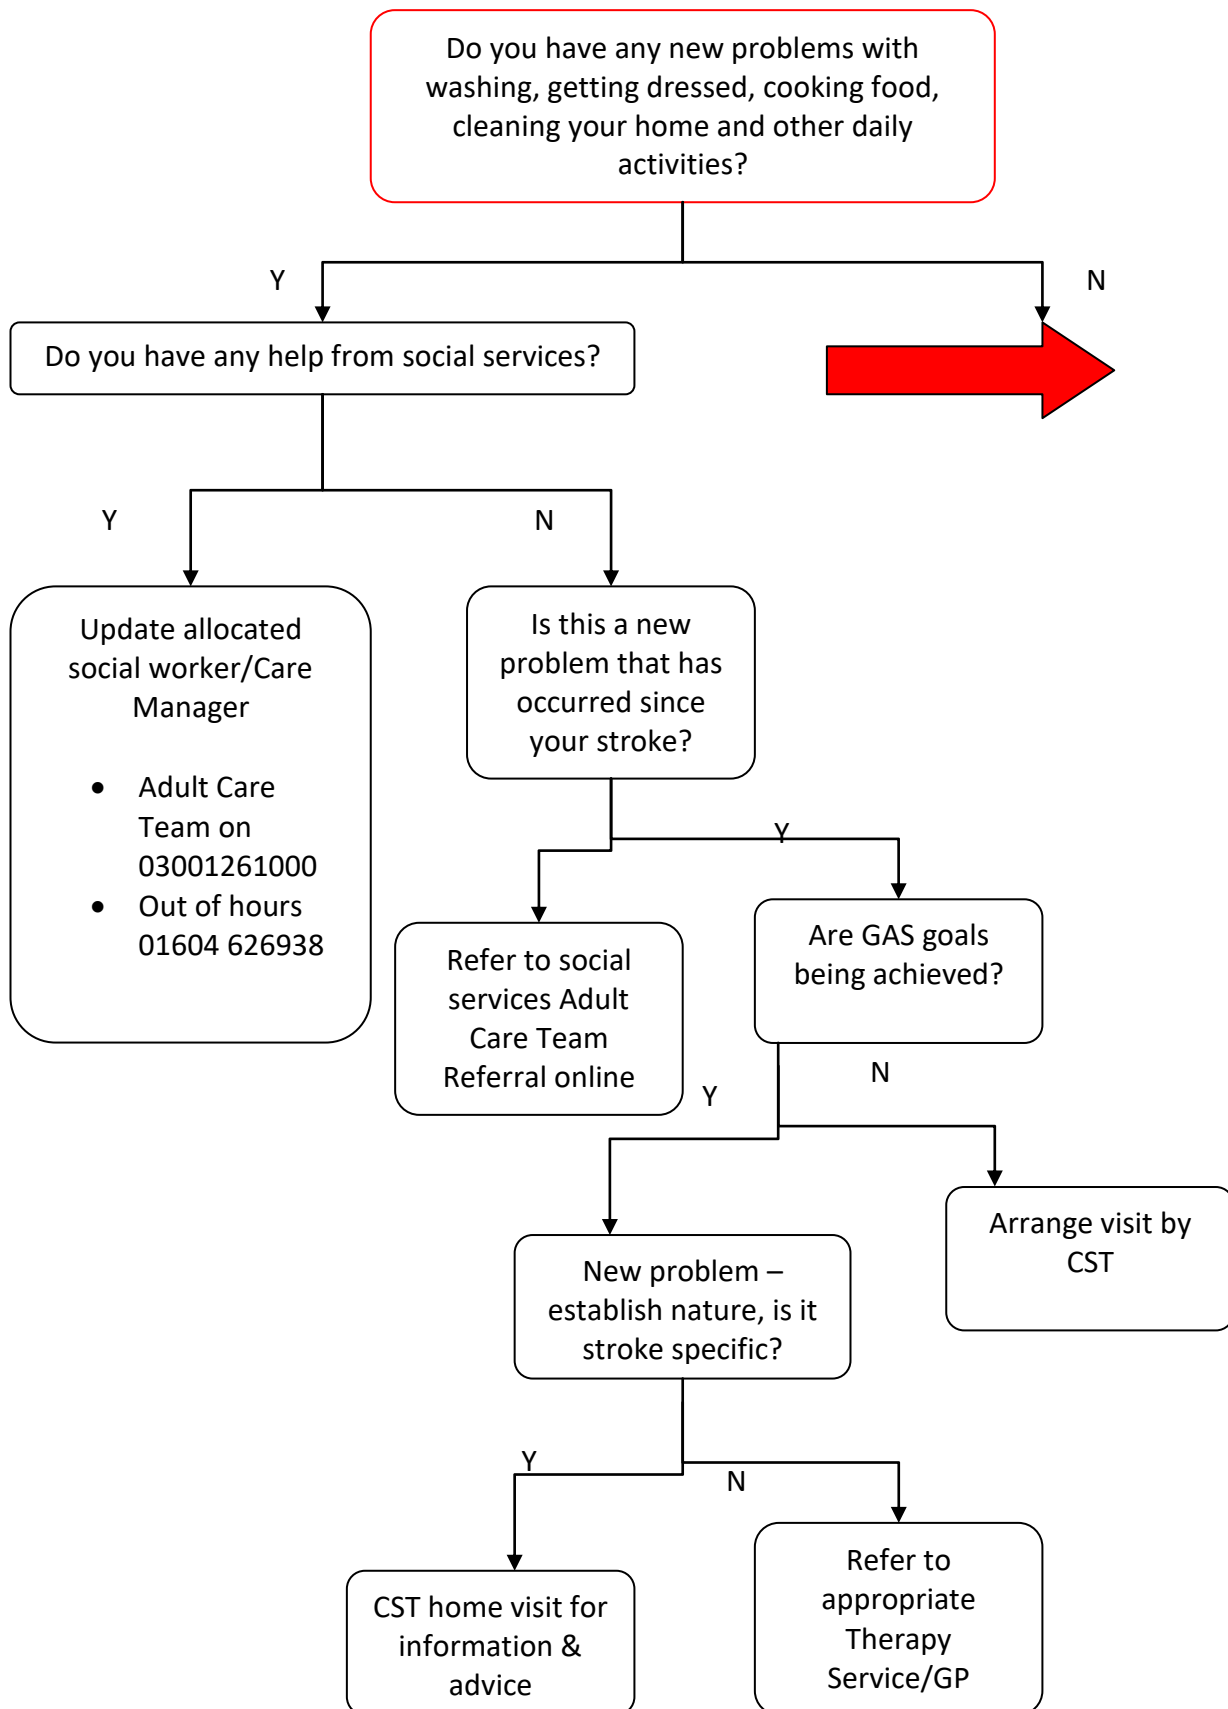 Do you have any new problems with
washing, getting dressed, cooking food,
cleaning your home and other daily
activities?
Y
N
Do you have any help from social services?
Y
N
Update allocated
social worker/Care
Manager
• Adult Care
Team on
03001261000
• Out of hours
01604 626938
Is this a new
problem that has
occurred since
your stroke?
Y
Refer to social
services Adult
Care Team
Referral online
Are GAS goals
being achieved?
Y
N
New problem –
establish nature, is it
stroke specific?
Arrange visit by
CST
Y
N
CST home visit for
information &
advice
Refer to
appropriate
Therapy
Service/GP